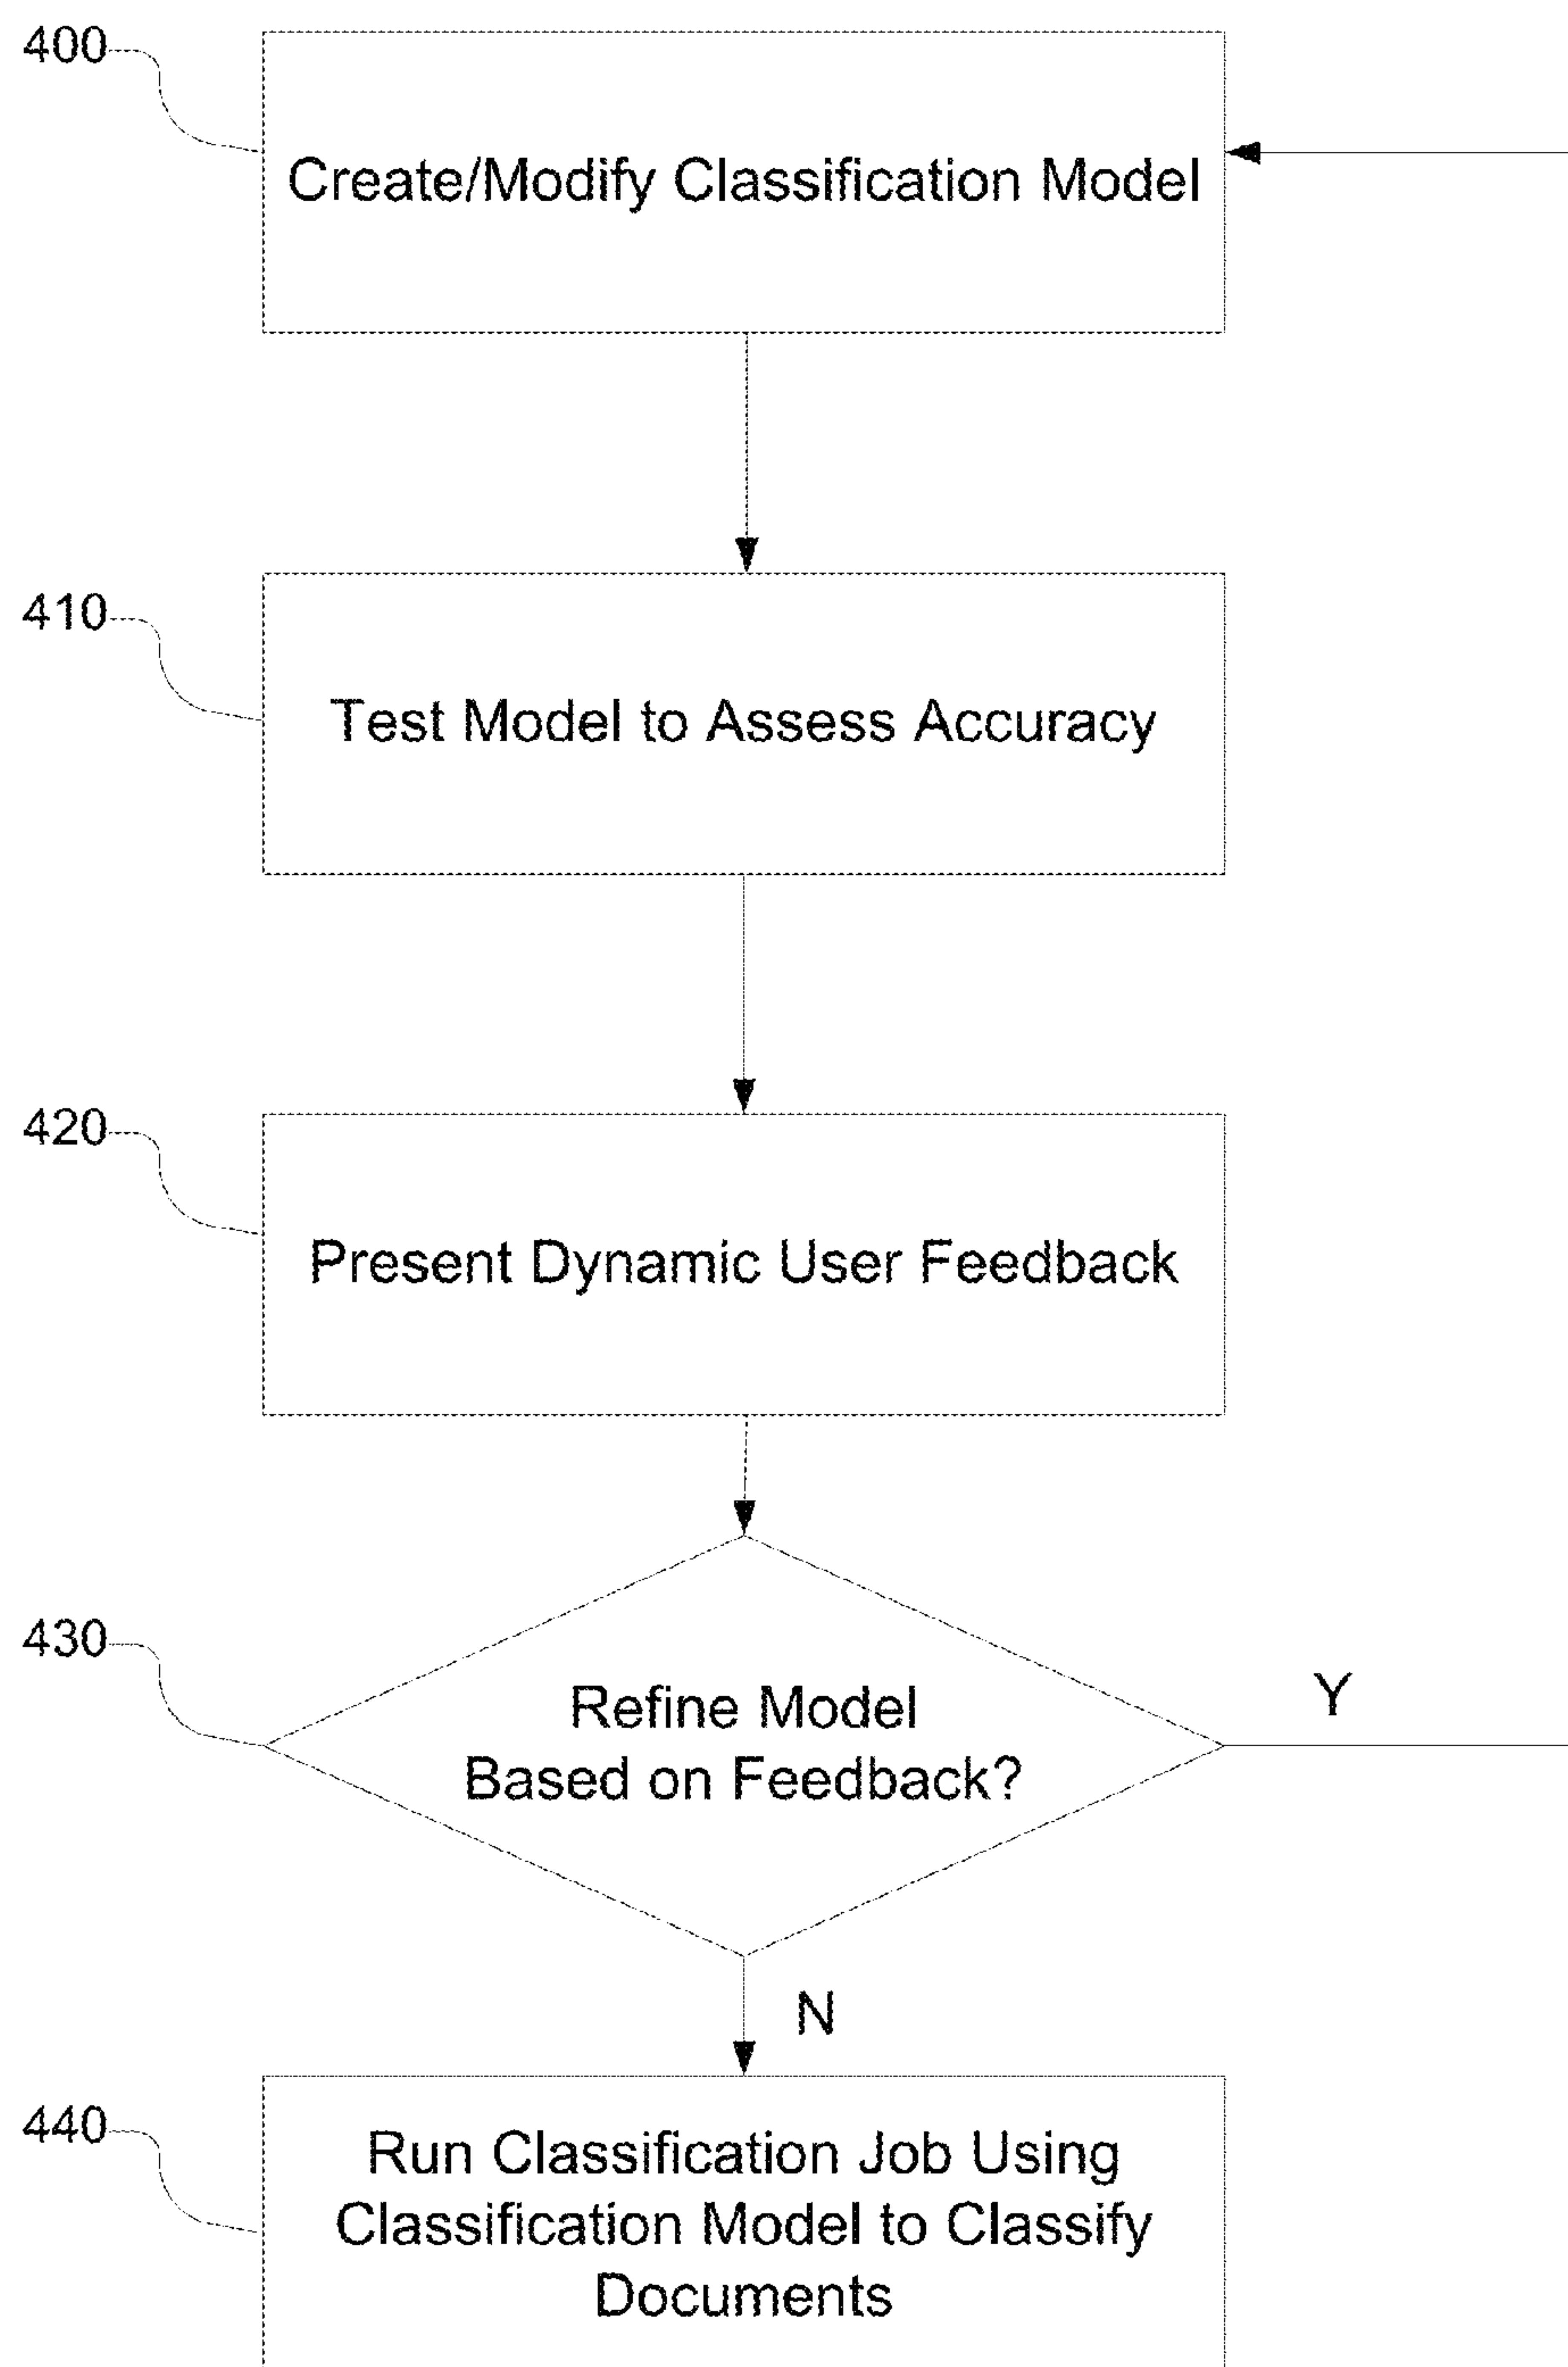 400
Create/Modify Classification Model
410
Test Model to Assess Accuracy
420
Present Dynamic User Feedback
430
Refine Model
Based on Feedback?
Y
N
440
Run Classification Job Using
Classification Model to Classify
Documents